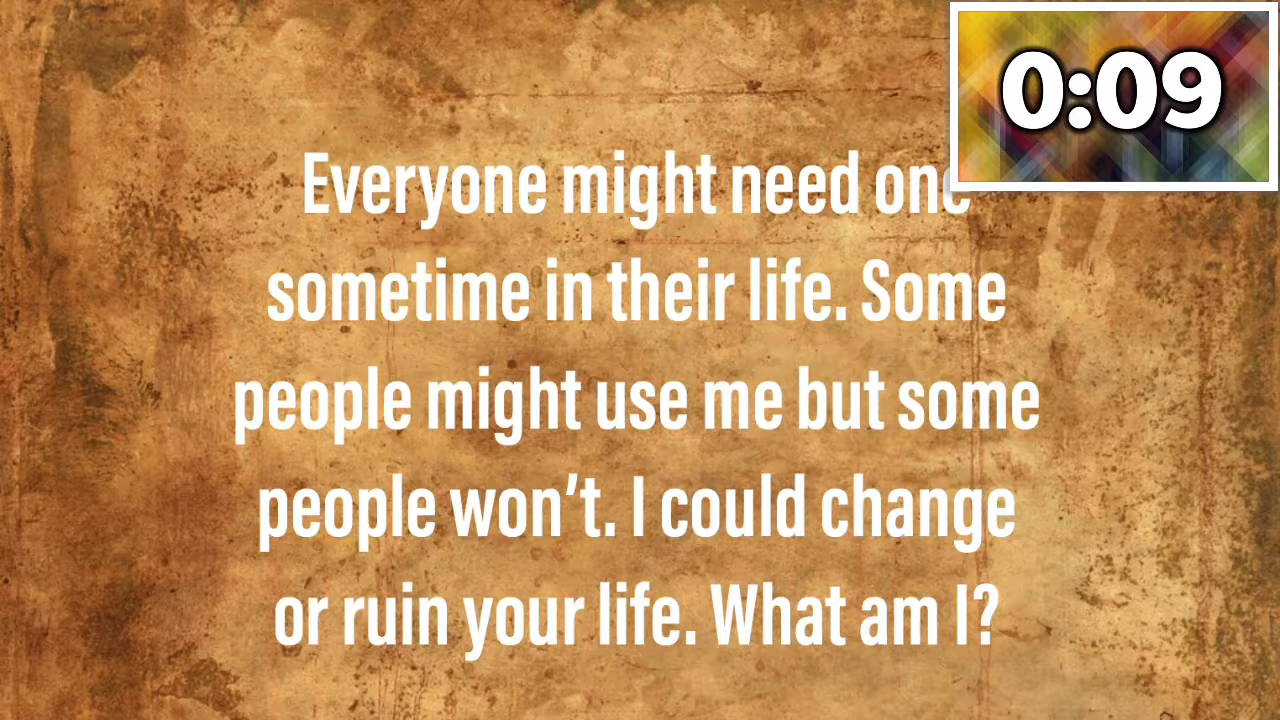 0:09
Everyone might need one
sometime in their life. Some
people might use me but some
people won’t. I could change
or ruin your life. What am I?